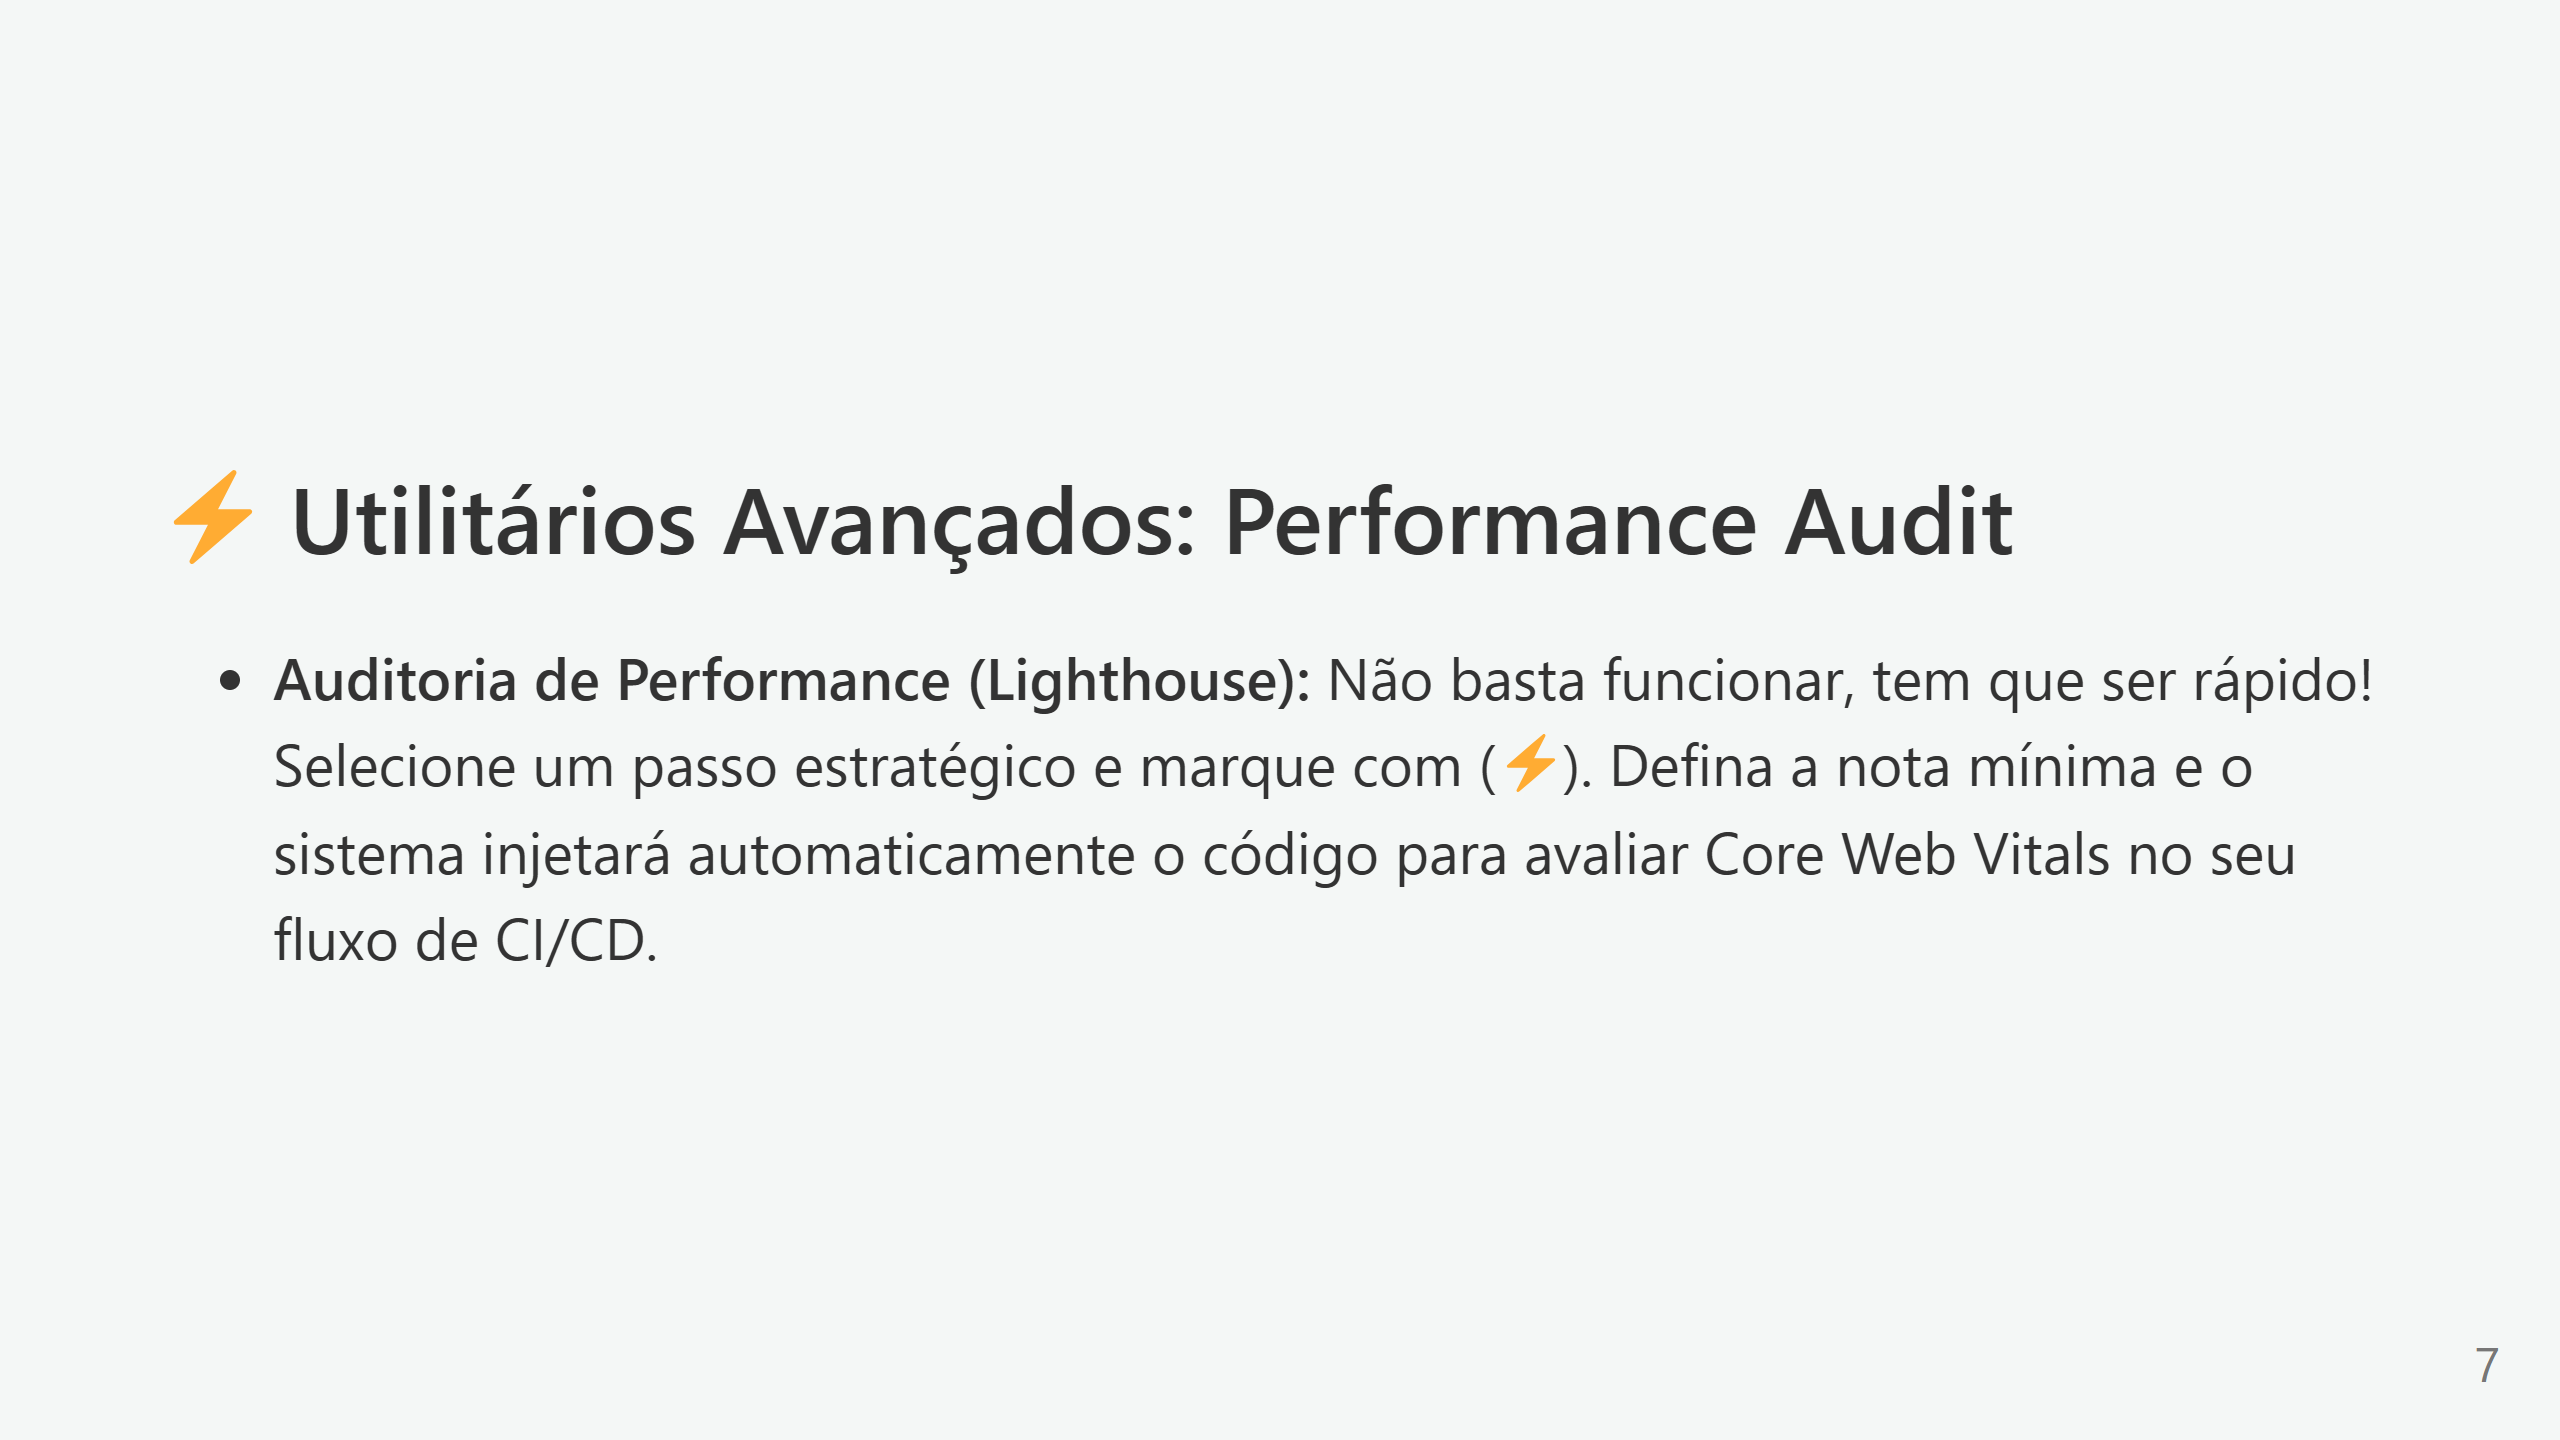 ⚡ Utilitários Avançados: Performance Audit
• Auditoria de Performance (Lighthouse): Não basta funcionar, tem que ser rápido!
Selecione um passo estratégico e marque com (⚡). Defina a nota mínima e o
sistema injetará automaticamente o código para avaliar Core Web Vitals no seu
fluxo de CI/CD.
7